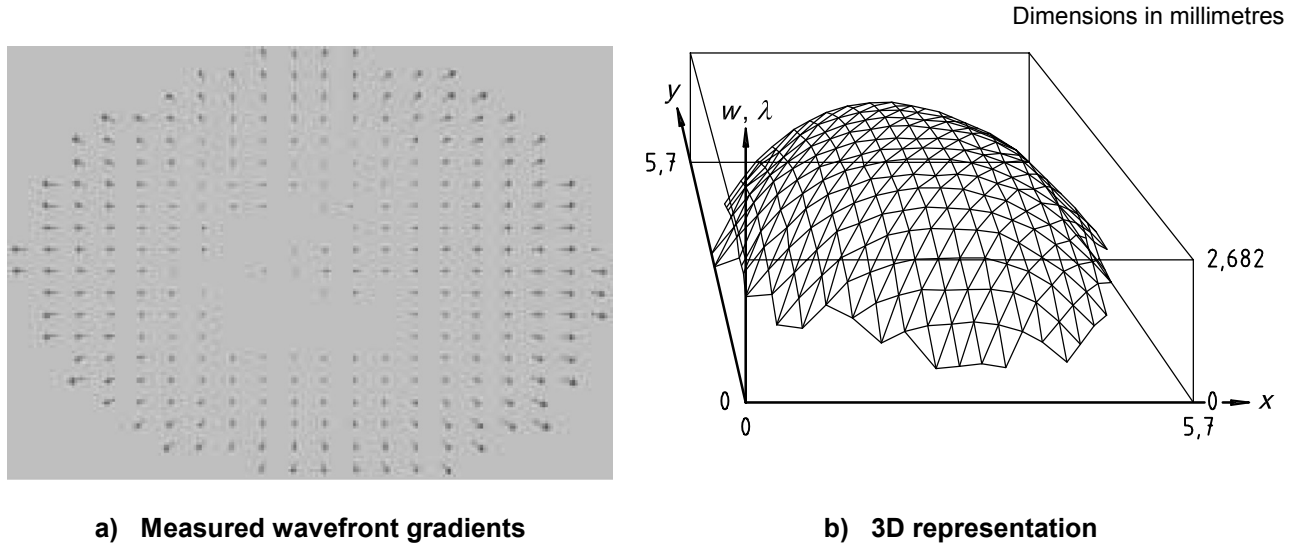 Dimensions in millimetres
y
w, λ
5,7
2,682
0
0
x
0
5,7
a) Measured wavefront gradients
b) 3D representation